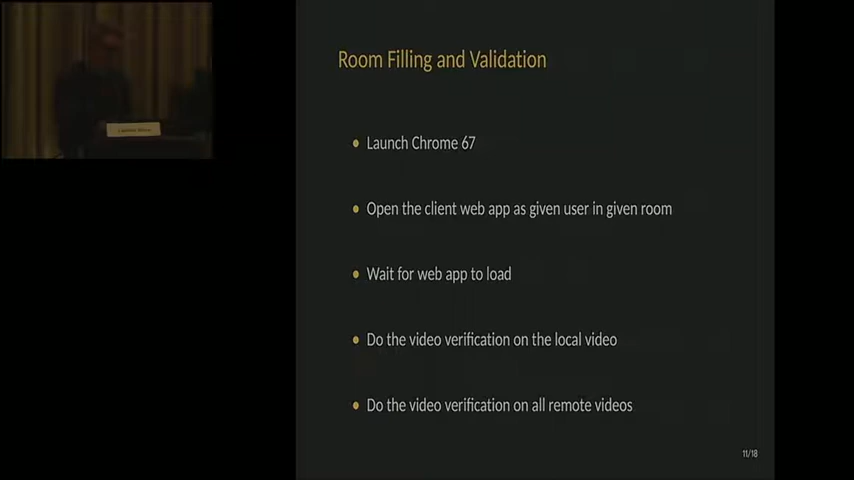 Room Filling and Validation
• Launch Chrome 67
• Open the client web app as given user in given room
• Wait for web app to load
• Do the video verification on the local video
• Do the video verification on all remote videos
11/18